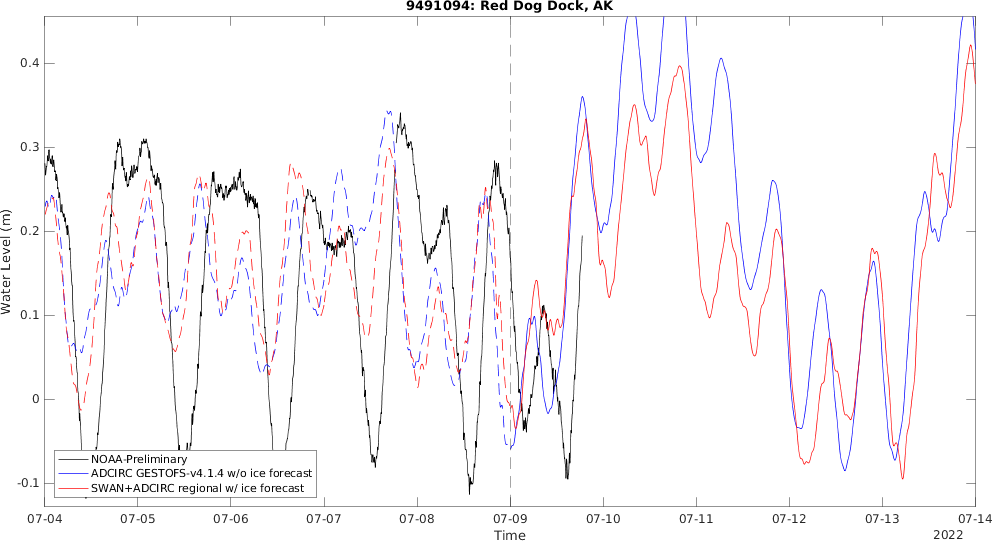 9491094: Red Dog Dock, AK
Water Level (m)
0.4
0.3
0.2
0.1
0
-0.1
NOAA-Preliminary
ADCIRC GESTOFS-v4.1.4 w/o ice forecast
SWAN+ADCIRC regional w/ ice forecast
07-04 07-05 07-06 07-07 07-08 07-09 07-10 07-11 07-12 07-13 07-14
Time
2022